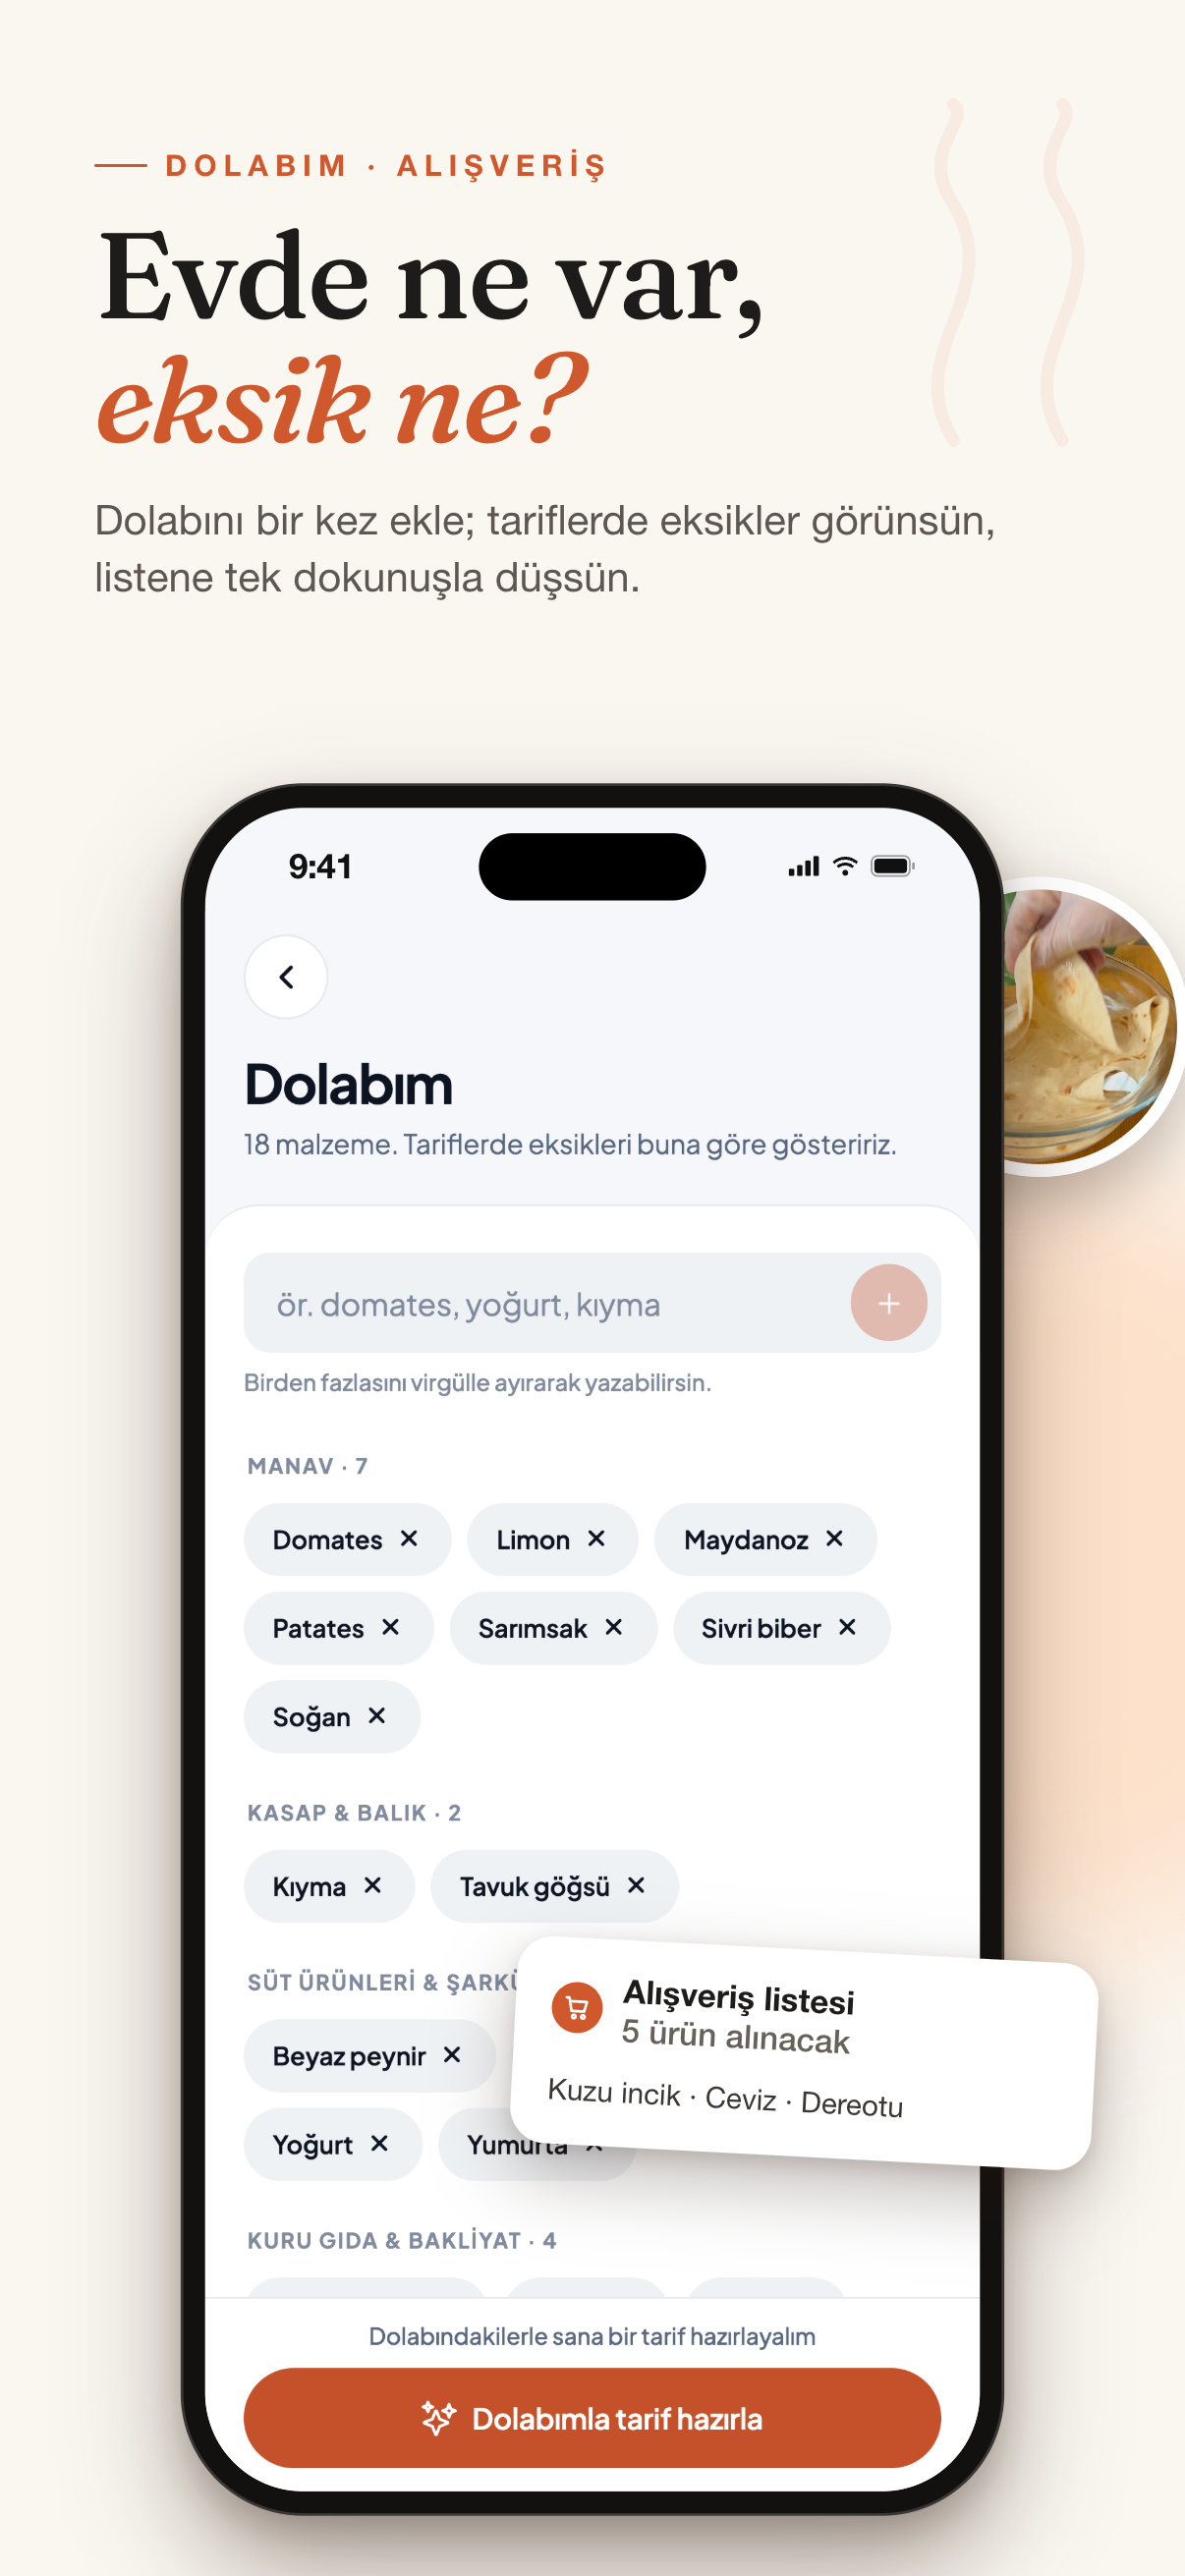 DOLABIM · ALIŞVERİŞ
Evde ne var,
eksik ne?
Dolabını bir kez ekle; tariflerde eksikler görünsün,
listene tek dokunuşla düşsün.
9:41
Dolabım
18 malzeme. Tariflerde eksikleri buna göre gösteririz.
ör. domates, yoğurt, kıyma
Birden fazlasını virgülle ayırarak yazabilirsin.
MANAV · 7
Domates Limon Maydanoz
Patates Sarımsak Sivri biber
Soğan
KASAP & BALIK · 2
Kıyma Tavuk göğsü
SÜT ÜRÜNLERİ &
Beyaz peynir
Yoğurt Yumurta
Alışveriş listesi
5 ürün alınacak
Kuzu incik · Ceviz · Dereotu
KURU GIDA & BAKLİYAT · 4
Dolabındakilerle sana bir tarif hazırlayalım
Dolabımla tarif hazırla